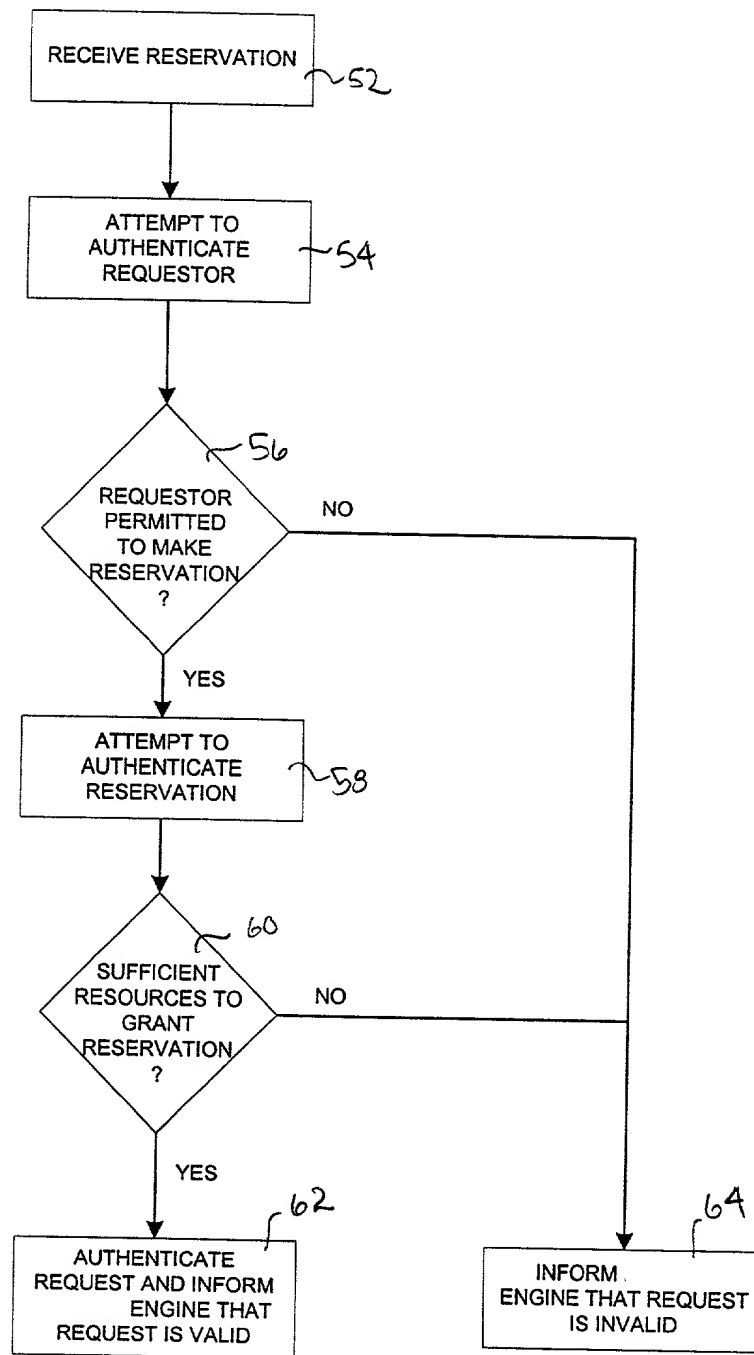 RECEIVE RESERVATION
52
ATTEMPT TO
AUTHENTICATE
REQUESTOR
54
56
REQUESTOR
PERMITTED
TO MAKE
RESERVATION
?
NO
YES
ATTEMPT TO
AUTHENTICATE
RESERVATION
58
60
SUFFICIENT
RESOURCES TO
GRANT
RESERVATION
?
NO
YES
62
AUTHENTICATE
REQUEST AND INFORM
ENGINE THAT
REQUEST IS VALID
64
INFORM
ENGINE THAT REQUEST
IS INVALID